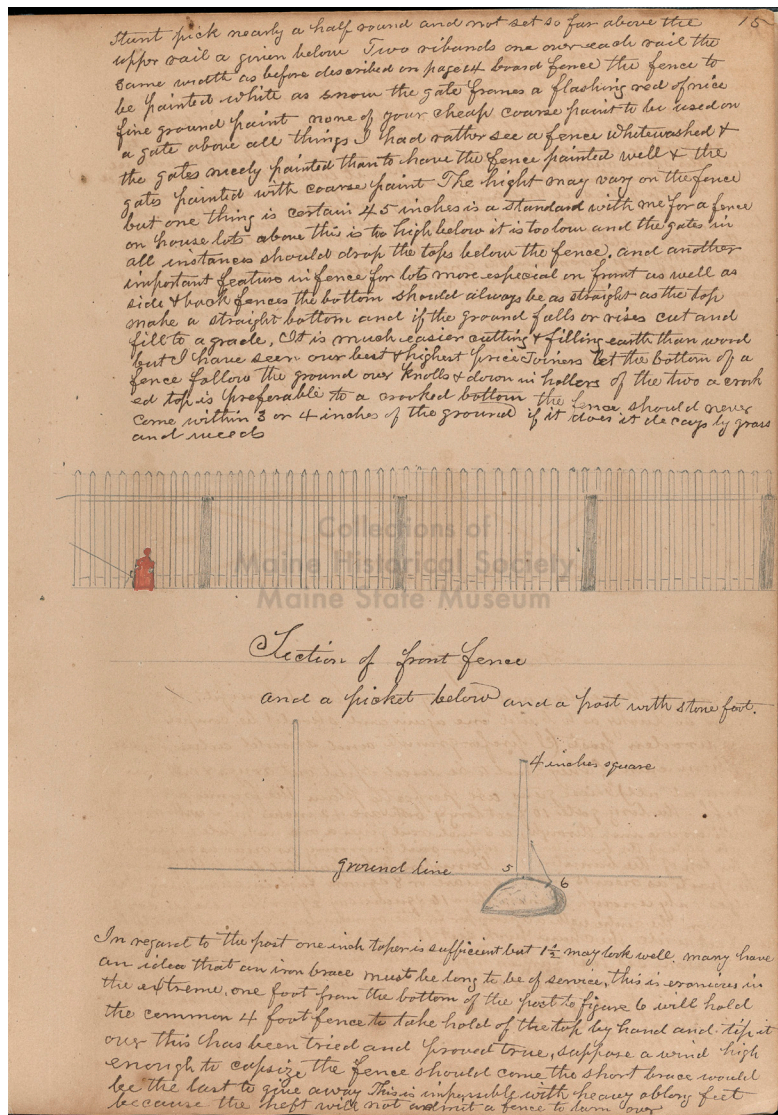 15
stunt pick nearly a half round and not set so far above the
upper rail a given below Two ribands one over each rail the
same width as before described on page 14 board fence the fence to
be painted white as snow the gate frames a flashing red of nice
fine ground paint none of your cheap coarse paint to be used on
a gate above all things I had rather see a fence whitewashed &
the gates nicely painted than to have the fence painted well & the
gates painted with coarse paint The hight may vary on the fence
but one thing is certain 45 inches is a standard with me for a fence
on house lots above this is to high below it is too low and the gates in
all instances should drop the tops below the fence, and another
important feature in fence for lots more especial on front as well as
side & back fences the bottom should always be as straight as the top
make a straight bottom and if the ground falls or rises cut and
fill to a grade, It is much easier cutting & filling earth than word
but I have seen our best & highest price Joiners let the bottom of a
fence follow the ground over knolls & down in hollers of the two a crook
ed top is preferable to a crooked bottom the fence should never
come within 3 or 4 inches of the ground if it does it decays by grass
and weeds
Collections of
Maine Historical Society
Maine State Museum
Section of front fence
and a picket below and a post with stone foot.
4 inches square
ground line
5
6
In regard to the post one inch taper is sufficient but 1½ may look well, many have
an idea that an iron brace must be long to be of service, this is eronious in
the extreme, one foot from the bottom of the post to figure 6 will hold
the common 4 foot fence to take hold of the top by hand and tip it
over this has been tried and proved true, suppose a wind high
enough to capsize the fence should come the short brace would
be the last to give away This is impossible with heavy oblong feet
because the heft will not admit a fence to turn over